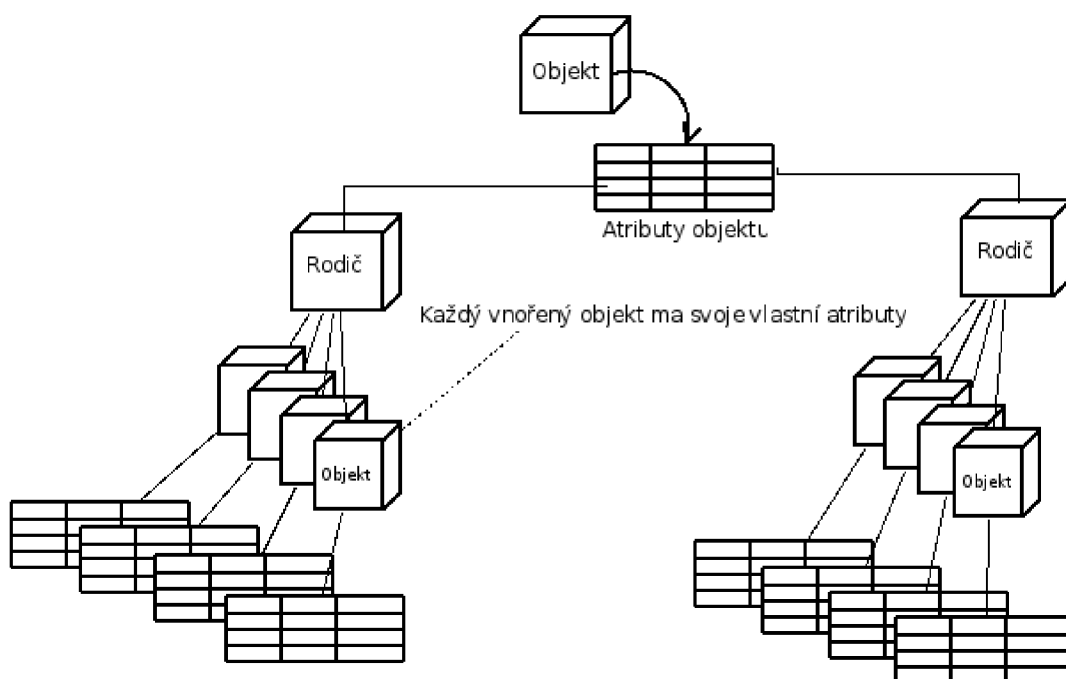 Objekt
Atributy objektu
Rodič
Rodič
Každý vnořený objekt ma svoje vlastní atributy
Objekt
Objekt